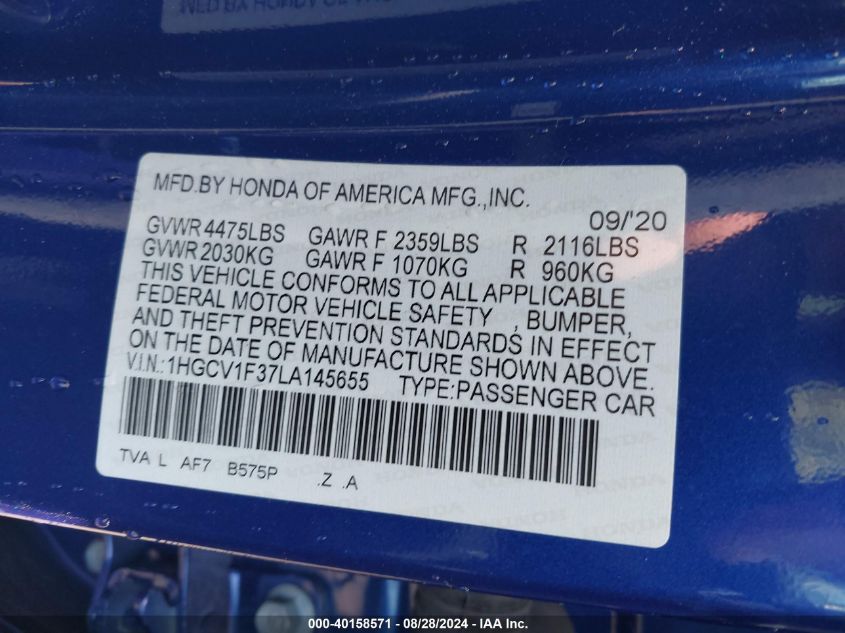 MFD.BY HONDA OF AMERICA MFG.,INC.
09/'20
GVWR 4475LBS GAWR F 2359LBS R 2116LBS
GVWR 2030KG GAWR F 1070KG R 960KG
THIS VEHICLE CONFORMS TO ALL APPLICABLE
FEDERAL MOTOR VEHICLE SAFETY , BUMPER,
AND THEFT PREVENTION STANDARDS IN EFFECT
ON THE DATE OF MANUFACTURE SHOWN ABOVE.
V.I.N.:1HGCV1F37LA145655 TYPE:PASSENGER CAR
TVA L AF7 B575P .Z .A
000-40158571 - 08/28/2024 - IAA Inc.